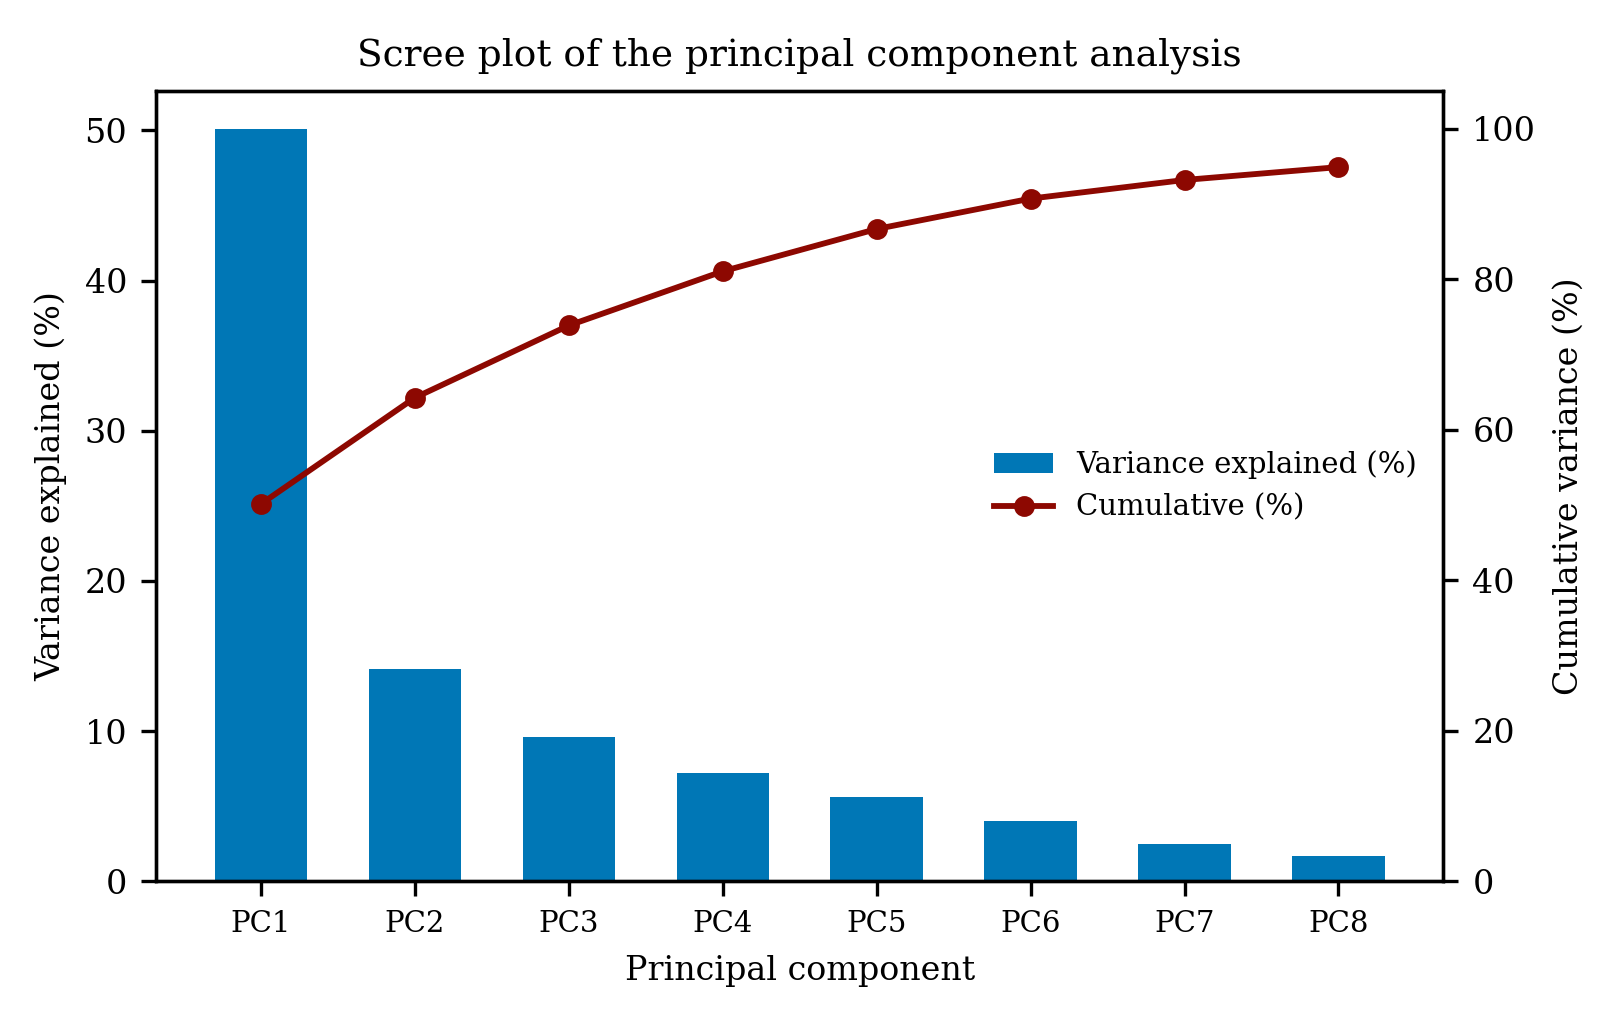 Scree plot of the principal component analysis
50
40
30
20
10
0
Variance explained (%)
100
80
60
40
20
0
Cumulative variance (%)
Variance explained (%)
Cumulative (%)
PC1 PC2 PC3 PC4 PC5 PC6 PC7 PC8
Principal component